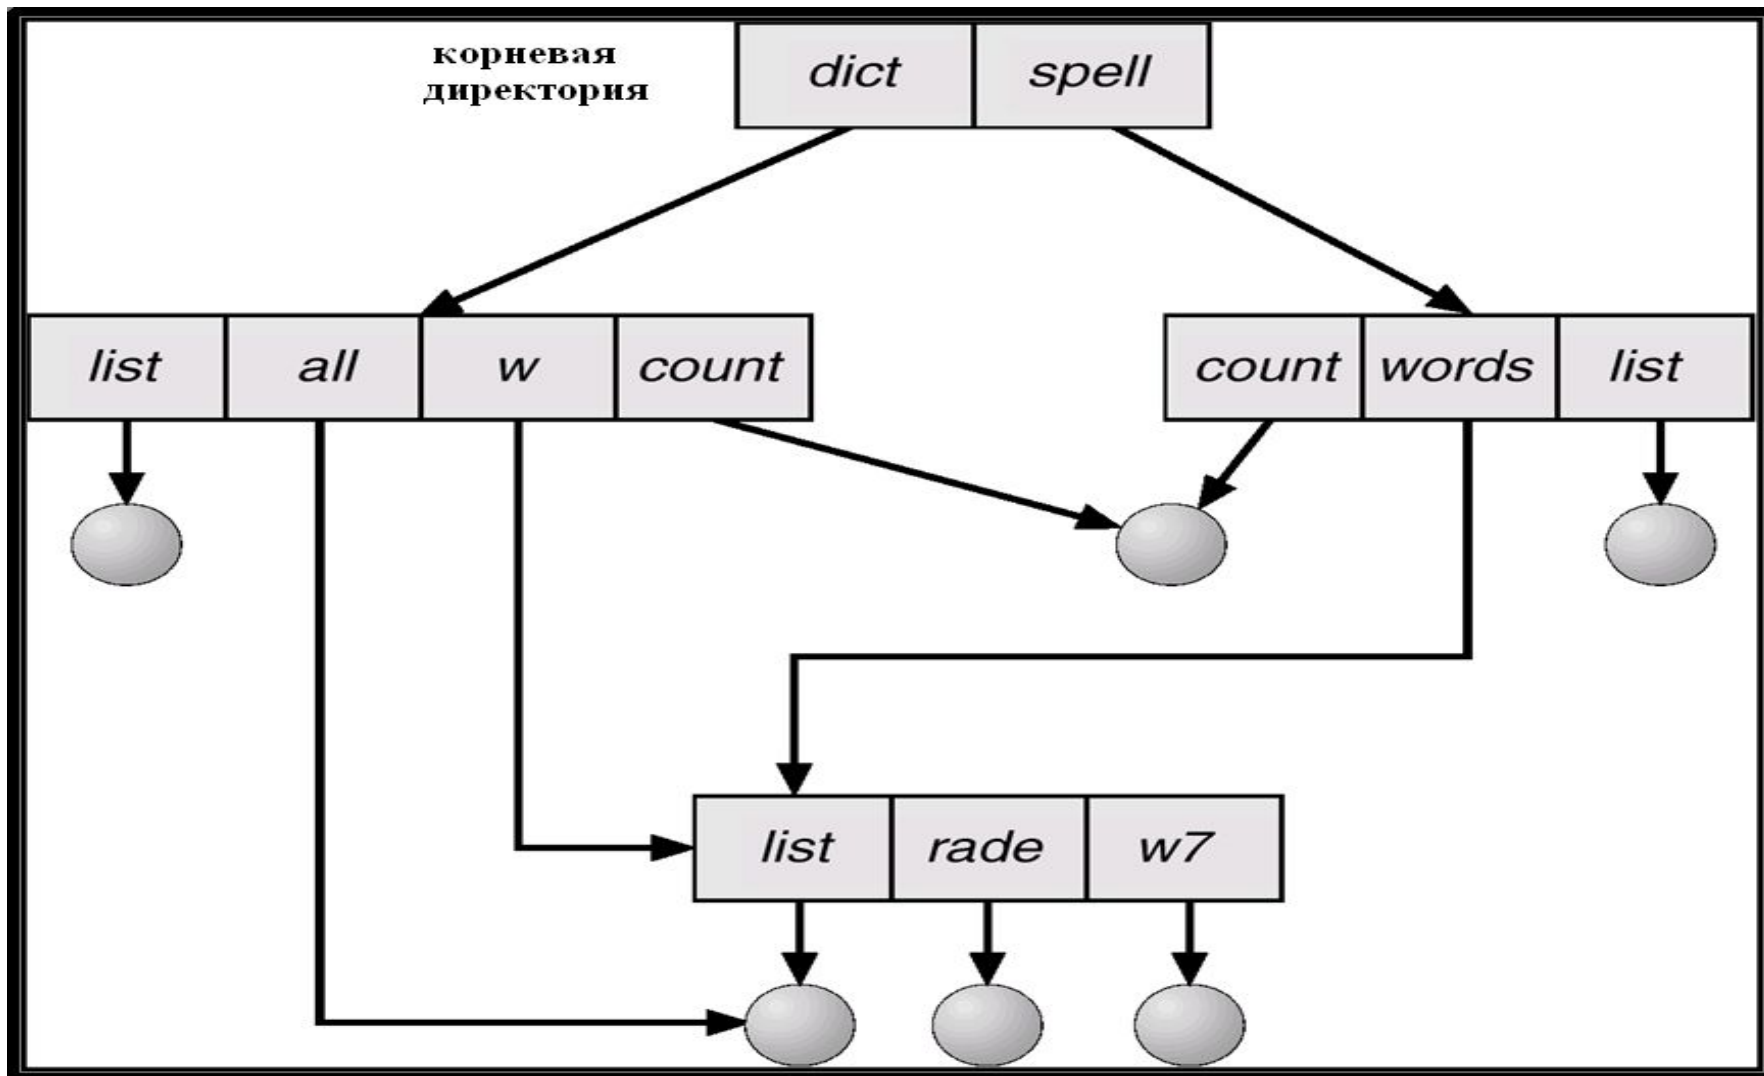 корневая
директория
dict spell
list all w count
count words list
list rade w7